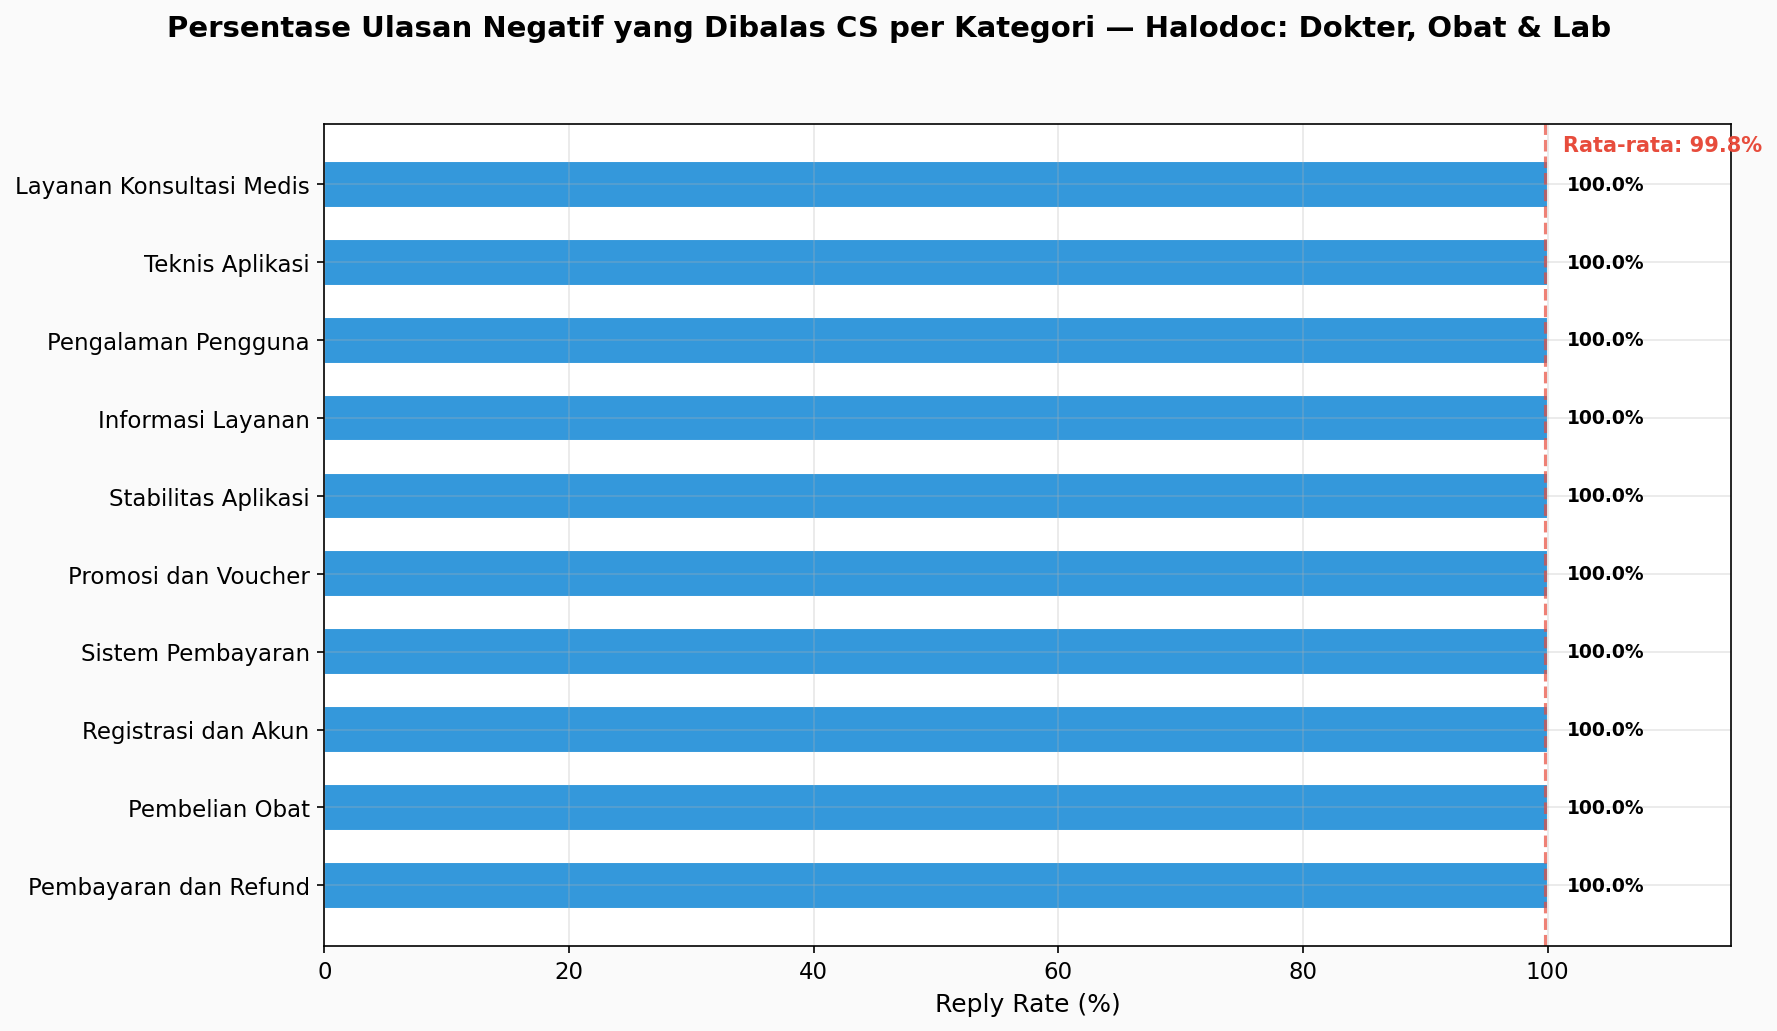 Persentase Ulasan Negatif yang Dibalas CS per Kategori — Halodoc: Dokter, Obat & Lab
Rata-rata: 99.8%
Layanan Konsultasi Medis 100.0%
Teknis Aplikasi 100.0%
Pengalaman Pengguna 100.0%
Informasi Layanan 100.0%
Stabilitas Aplikasi 100.0%
Promosi dan Voucher 100.0%
Sistem Pembayaran 100.0%
Registrasi dan Akun 100.0%
Pembelian Obat 100.0%
Pembayaran dan Refund 100.0%
0 20 40 60 80 100
Reply Rate (%)